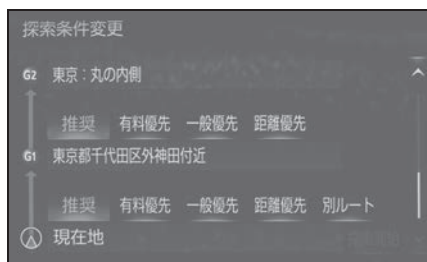 探索条件変更
G2 東京：丸の内側
推奨 有料優先 一般優先 距離優先
G1 東京都千代田区外神田付近
推奨 有料優先 一般優先 距離優先 別ルート
現在地